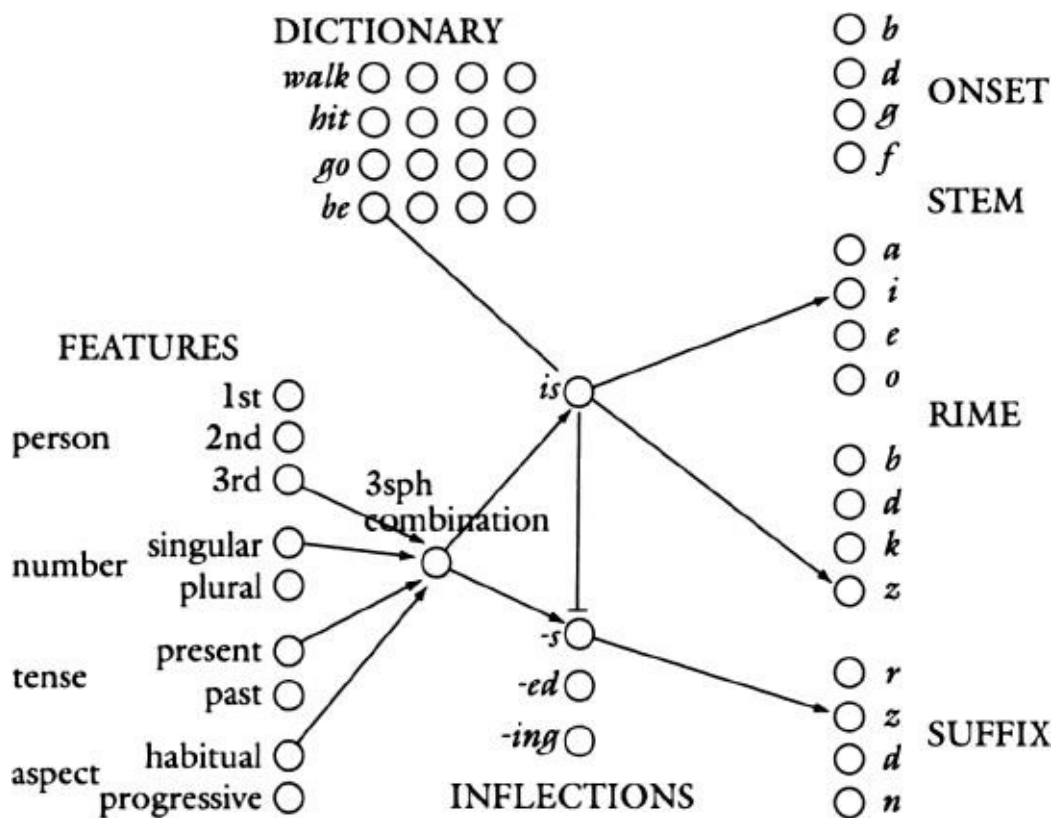 DICTIONARY
walk
hit
go
be
b
d
g
f
ONSET
STEM
a
i
e
o
RIME
b
d
k
z
r
z
d
n
SUFFIX
FEATURES
person
1st
2nd
3rd
number
singular
plural
tense
present
past
aspect
habitual
progressive
3sph
combination
is
-s
-ed
-ing
INFLECTIONS